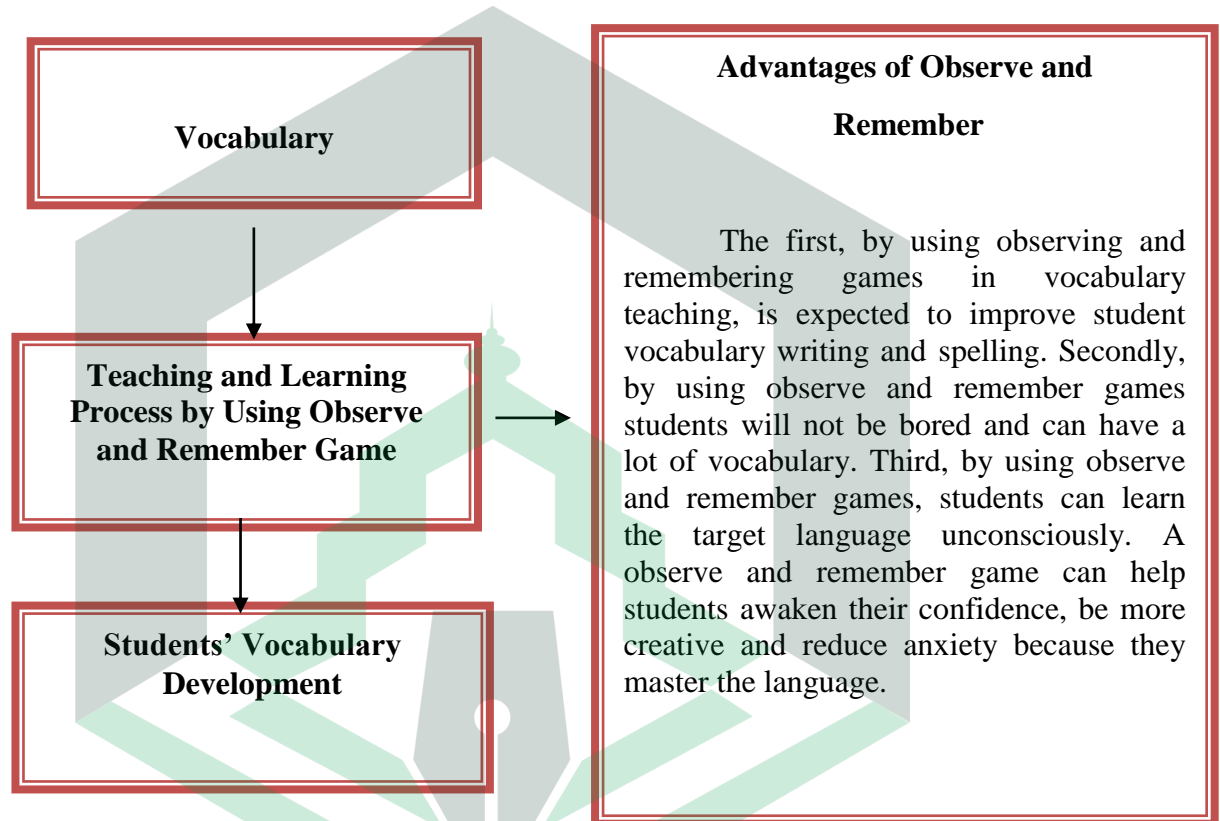 Vocabulary
Teaching and Learning
Process by Using Observe
and Remember Game
Students’ Vocabulary
Development
Advantages of Observe and
Remember
The first, by using observing and
remembering games in vocabulary
teaching, is expected to improve student
vocabulary writing and spelling. Secondly,
by using observe and remember games
students will not be bored and can have a
lot of vocabulary. Third, by using observe
and remember games, students can learn
the target language unconsciously. A
observe and remember game can help
students awaken their confidence, be more
creative and reduce anxiety because they
master the language.